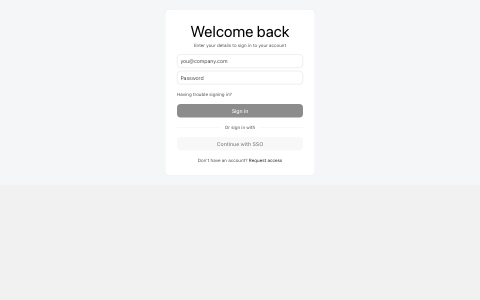 Welcome back
Enter your details to sign in to your account
you@company.com
Password
Having trouble signing in?
Sign in
Or sign in with
Continue with SSO
Don't have an account? Request access